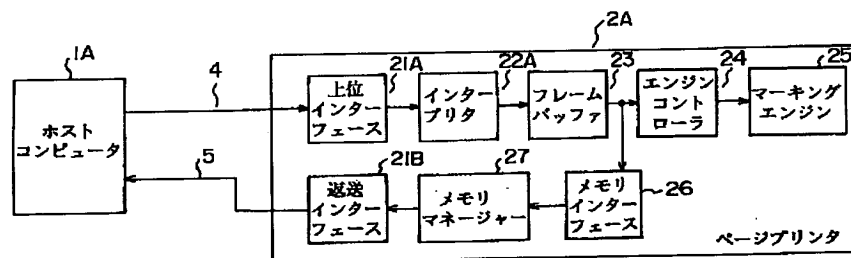 1A
ホスト
コンピュータ
4
5
2A
21A
上位
インター
フェース
22A
インター
プリタ
23
フレーム
バッファ
24
エンジン
コント
ローラ
25
マーキング
エンジン
21B
返送
インター
フェース
27
メモリ
マネージャー
26
メモリ
インター
フェース
ページプリンタ